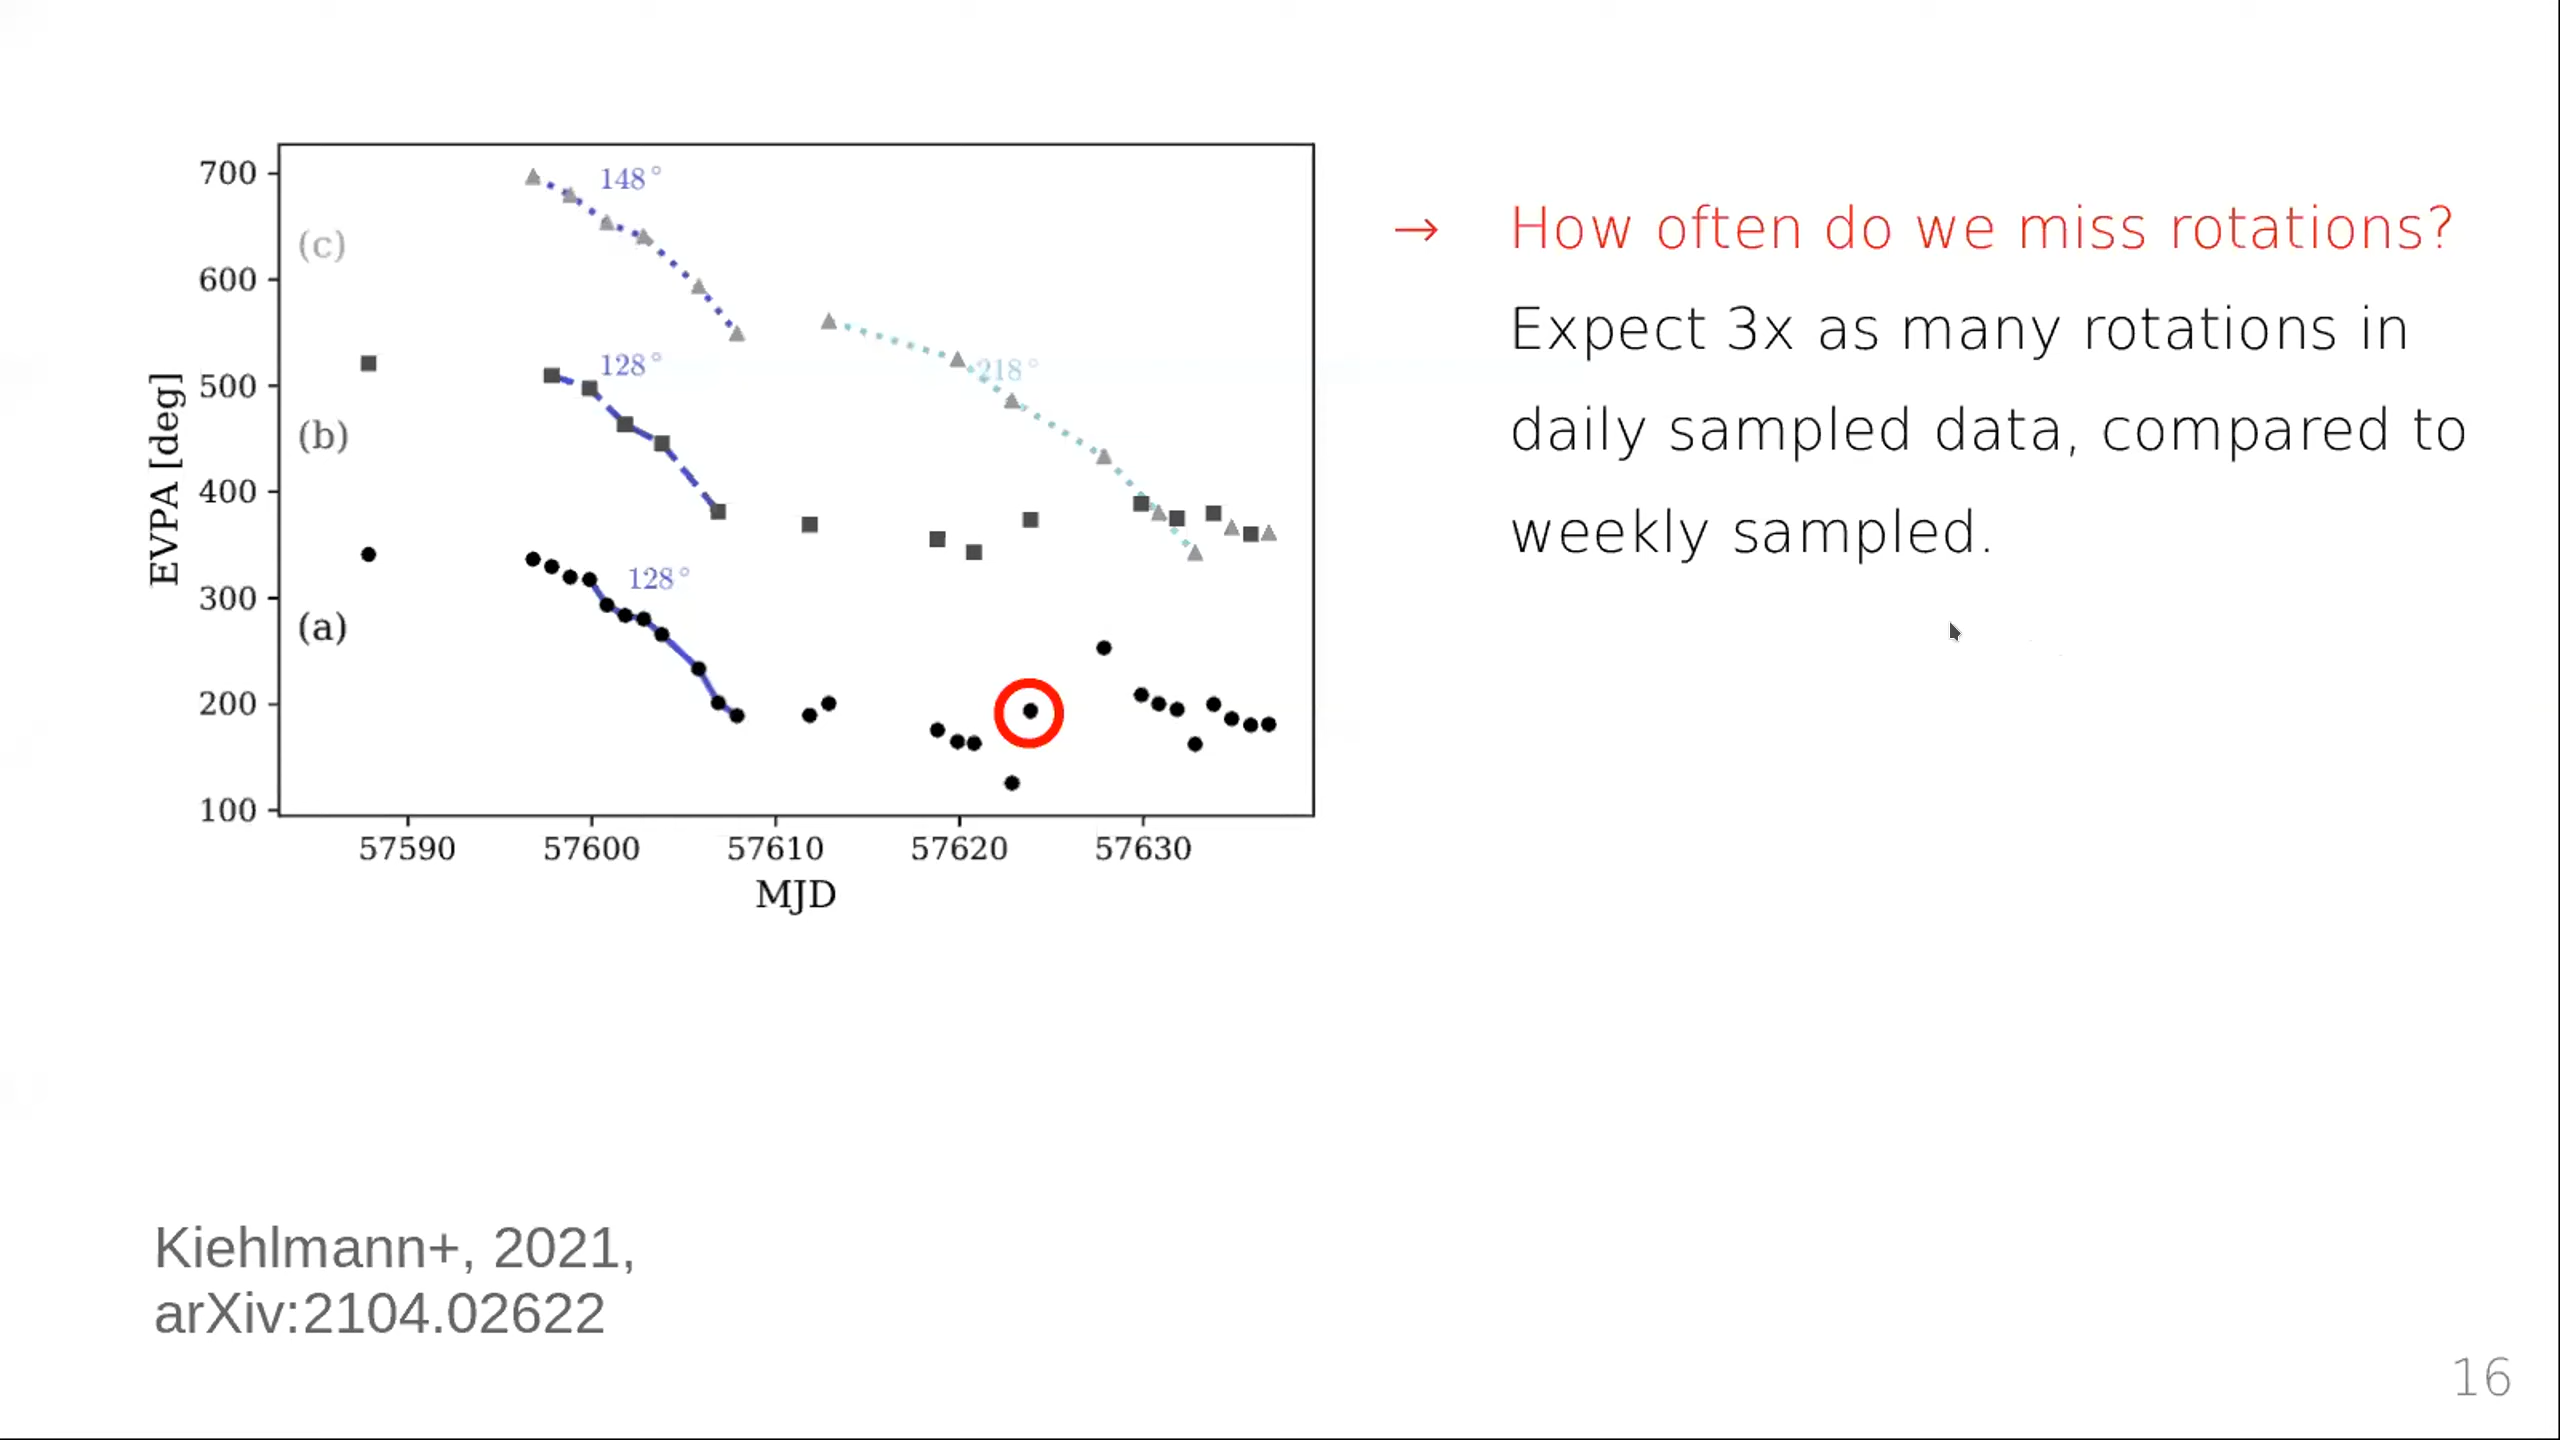 700
600
500
400
300
200
100
EVPA [deg]
(c)
(b)
(a)
148°
128°
128°
218°
57590
57600
57610
57620
57630
MJD
→ How often do we miss rotations?
Expect 3x as many rotations in
daily sampled data, compared to
weekly sampled.
Kiehlmann+, 2021,
arXiv:2104.02622
16